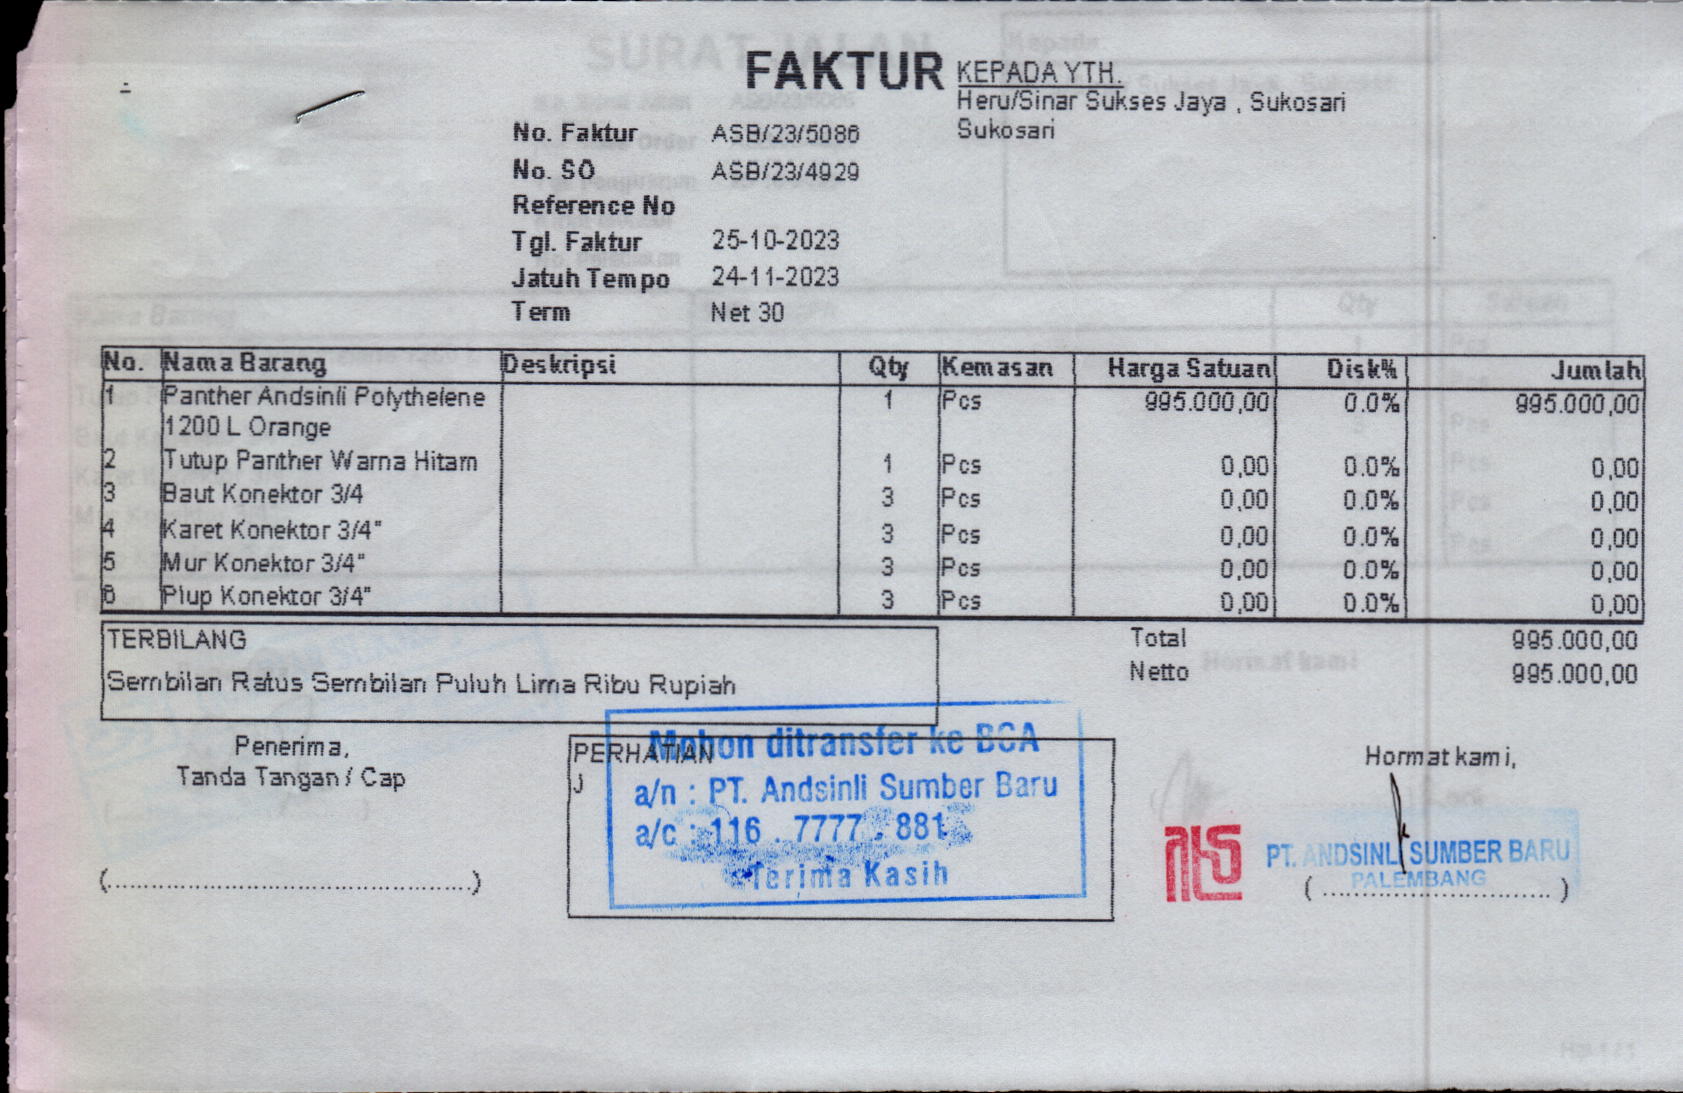 FAKTUR
KEPADA YTH.
Heru/Sinar Sukses Jaya , Sukosari
Sukosari
No. Faktur ASB/23/5086
No. SO ASB/23/4929
Reference No
Tgl. Faktur 25-10-2023
Jatuh Tempo 24-11-2023
Term Net 30
No. Nama Barang Deskripsi Qty Kemasan Harga Satuan Disk% Jumlah
1 Panther Andsinli Polythelene 1 Pcs 995.000,00 0.0% 995.000,00
1200 L Orange
2 Tutup Panther Warna Hitam 1 Pcs 0,00 0.0% 0,00
3 Baut Konektor 3/4 3 Pcs 0,00 0.0% 0,00
4 Karet Konektor 3/4" 3 Pcs 0,00 0.0% 0,00
5 Mur Konektor 3/4" 3 Pcs 0,00 0.0% 0,00
6 Plup Konektor 3/4" 3 Pcs 0,00 0.0% 0,00
TERBILANG
Sembilan Ratus Sembilan Puluh Lima Ribu Rupiah
Total 995.000,00
Netto 995.000,00
Penerima,
Tanda Tangan / Cap
(................................................)
PERHATIAN
J
Mohon ditransfer ke BCA
a/n : PT. Andsinli Sumber Baru
a/c : 116 . 7777 . 881
Terima Kasih
Hormat kami,
PT. ANDSINLI SUMBER BARU
PALEMBANG
(..............................)